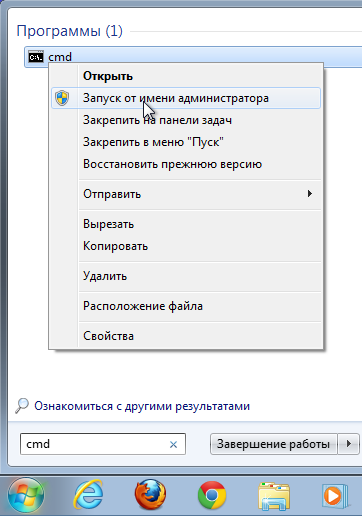 Программы (1)
cmd
Открыть
Запуск от имени администратора
Закрепить на панели задач
Закрепить в меню "Пуск"
Восстановить прежнюю версию
Отправить
Вырезать
Копировать
Удалить
Расположение файла
Свойства
Ознакомиться с другими результатами
cmd
Завершение работы